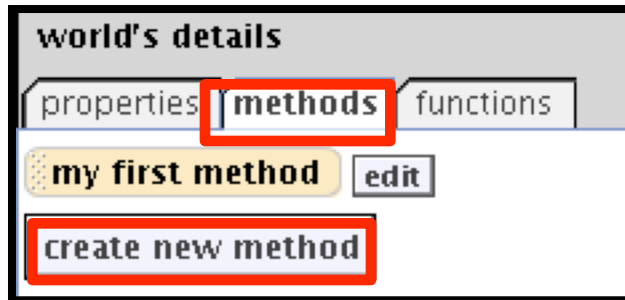 world's details
properties methods functions
my first method edit
create new method